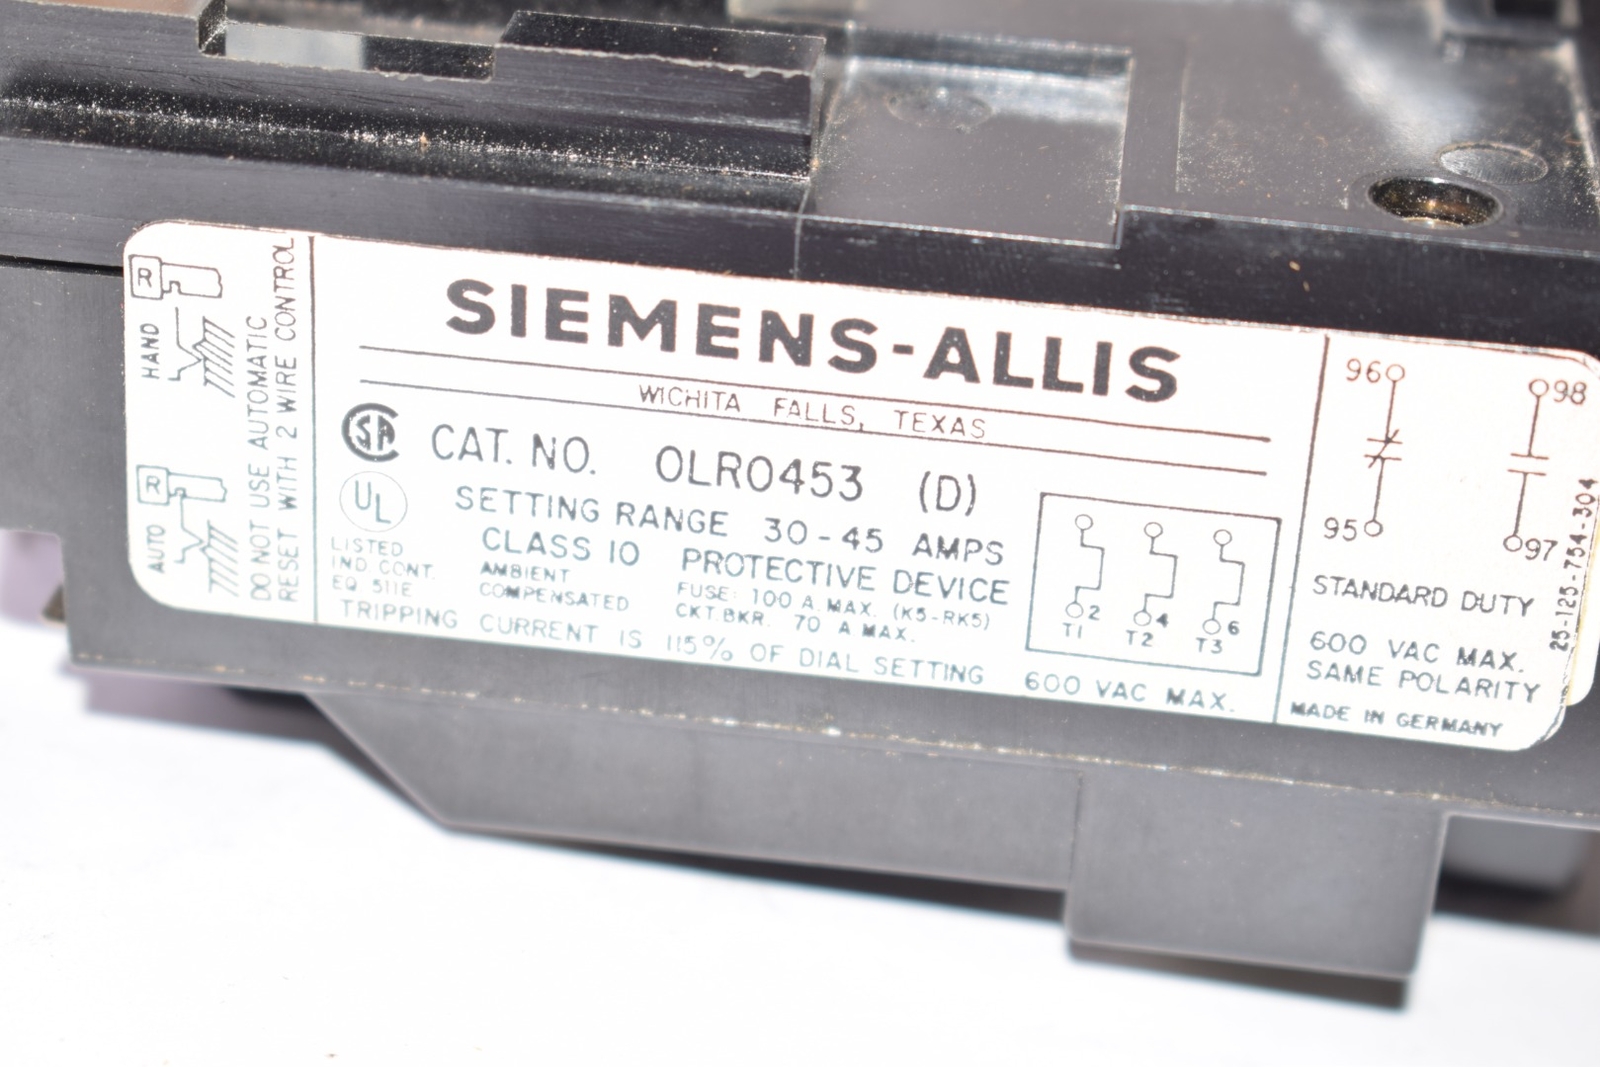 R
HAND
R
AUTO
DO NOT USE AUTOMATIC
RESET WITH 2 WIRE CONTROL
SIEMENS-ALLIS
WICHITA FALLS, TEXAS
CSA
CAT. NO. OLR0453 (D)
UL
LISTED
IND CONT.
EQ 511E
SETTING RANGE 30-45 AMPS
CLASS 10 PROTECTIVE DEVICE
AMBIENT
COMPENSATED
FUSE: 100 A. MAX. (K5-RK5)
CKT. BKR. 70 A MAX.
TRIPPING CURRENT IS 115% OF DIAL SETTING
2 4 6
T1 T2 T3
600 VAC MAX.
96 98
95 97
STANDARD DUTY
600 VAC MAX.
SAME POLARITY
MADE IN GERMANY
25-125-754-304